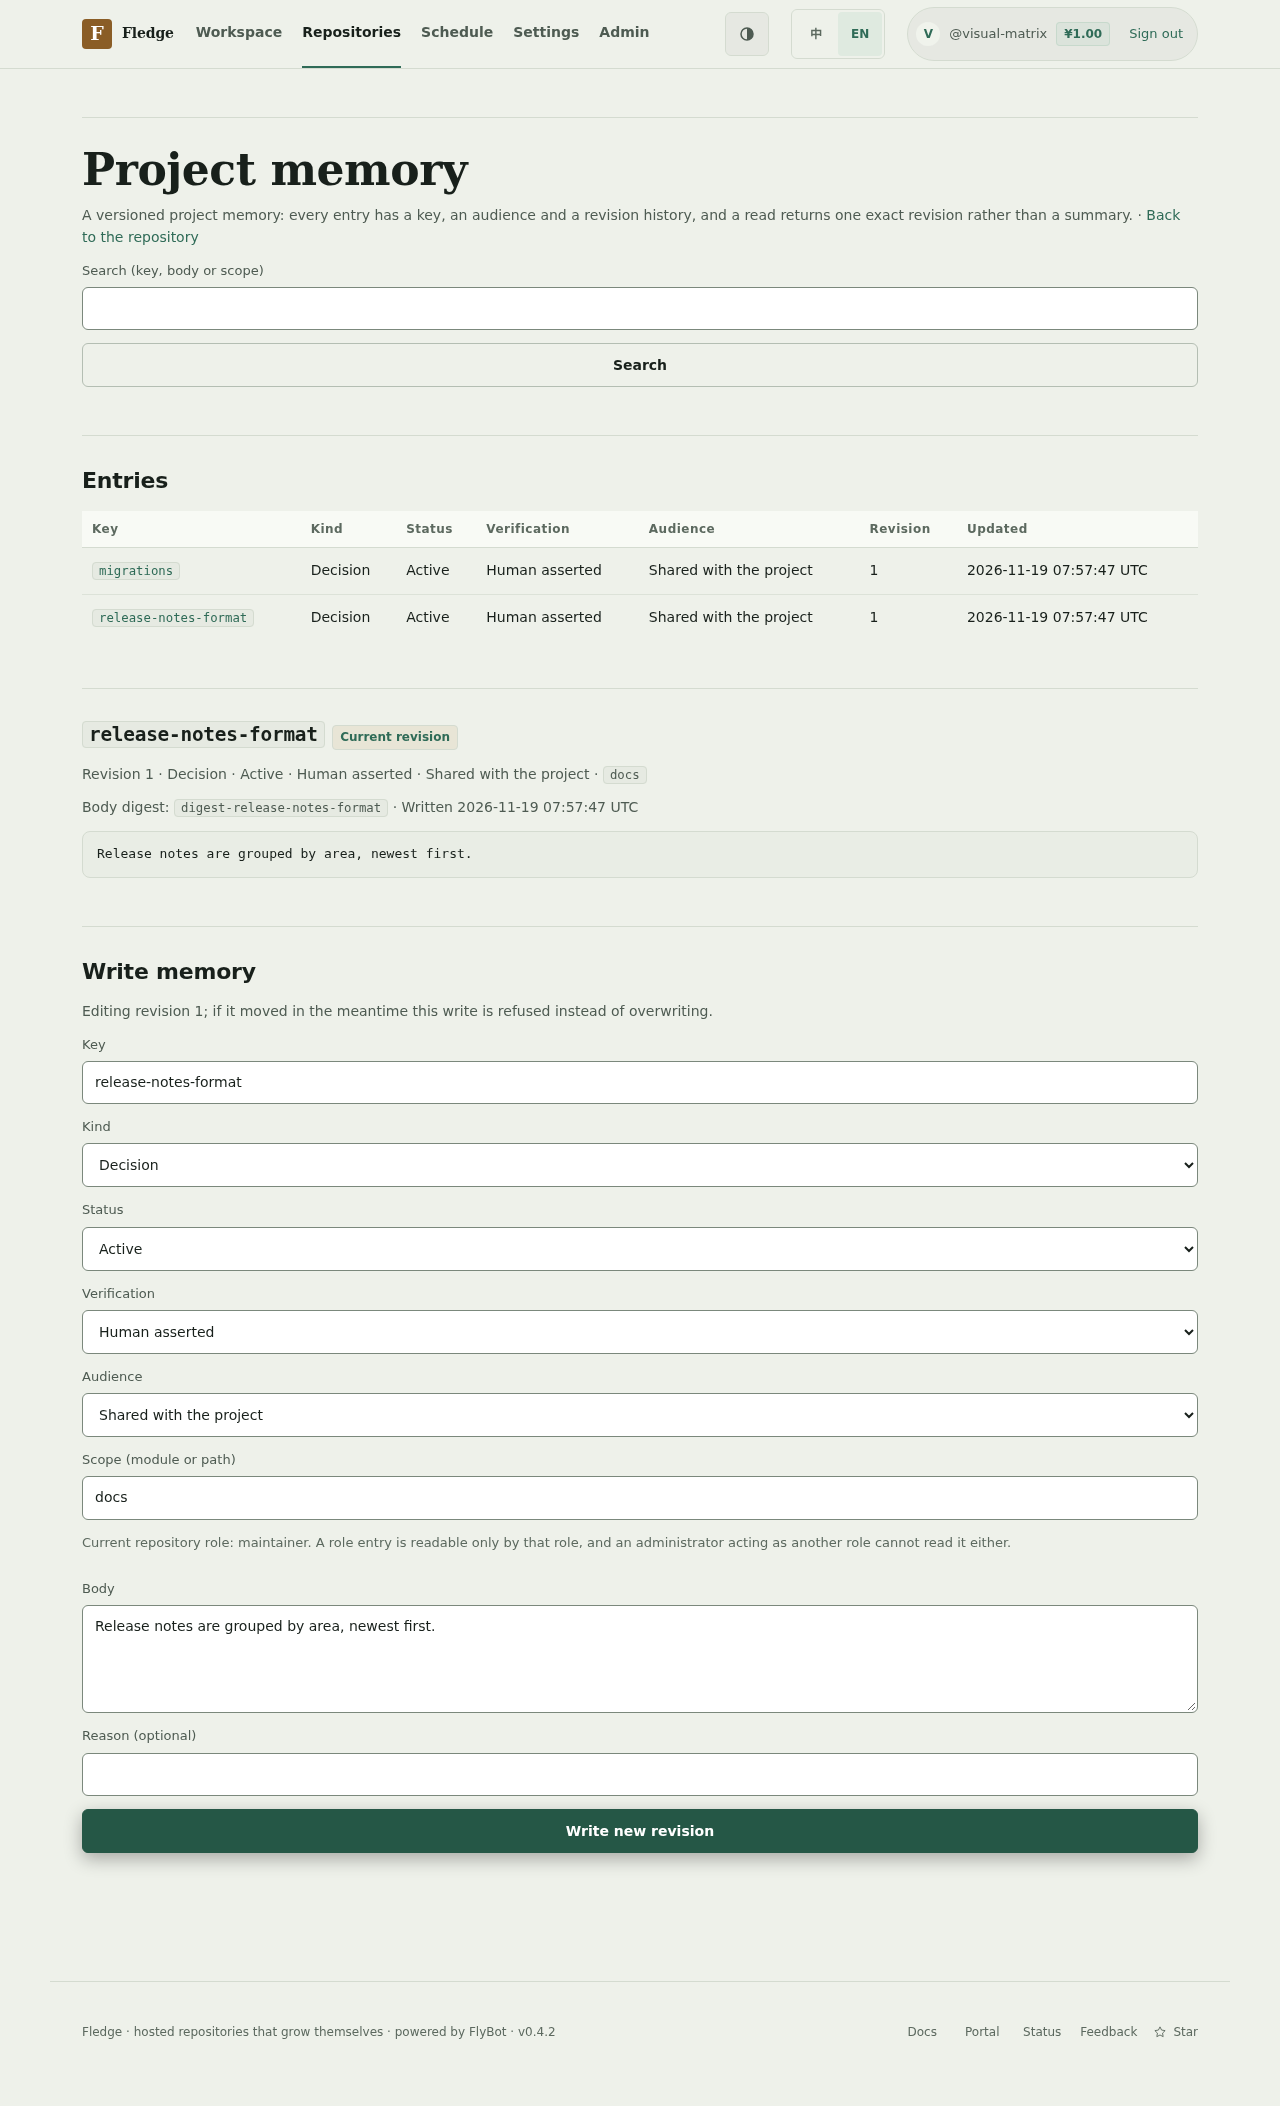 F Fledge Workspace Repositories Schedule Settings Admin 中 EN V @visual-matrix ¥1.00 Sign out
Project memory
A versioned project memory: every entry has a key, an audience and a revision history, and a read returns one exact revision rather than a summary. · Back
to the repository
Search (key, body or scope)
Search
Entries
Key Kind Status Verification Audience Revision Updated
migrations Decision Active Human asserted Shared with the project 1 2026-11-19 07:57:47 UTC
release-notes-format Decision Active Human asserted Shared with the project 1 2026-11-19 07:57:47 UTC
release-notes-format Current revision
Revision 1 · Decision · Active · Human asserted · Shared with the project · docs
Body digest: digest-release-notes-format · Written 2026-11-19 07:57:47 UTC
Release notes are grouped by area, newest first.
Write memory
Editing revision 1; if it moved in the meantime this write is refused instead of overwriting.
Key
release-notes-format
Kind
Decision
Status
Active
Verification
Human asserted
Audience
Shared with the project
Scope (module or path)
docs
Current repository role: maintainer. A role entry is readable only by that role, and an administrator acting as another role cannot read it either.
Body
Release notes are grouped by area, newest first.
Reason (optional)
Write new revision
Fledge · hosted repositories that grow themselves · powered by FlyBot · v0.4.2 Docs Portal Status Feedback Star